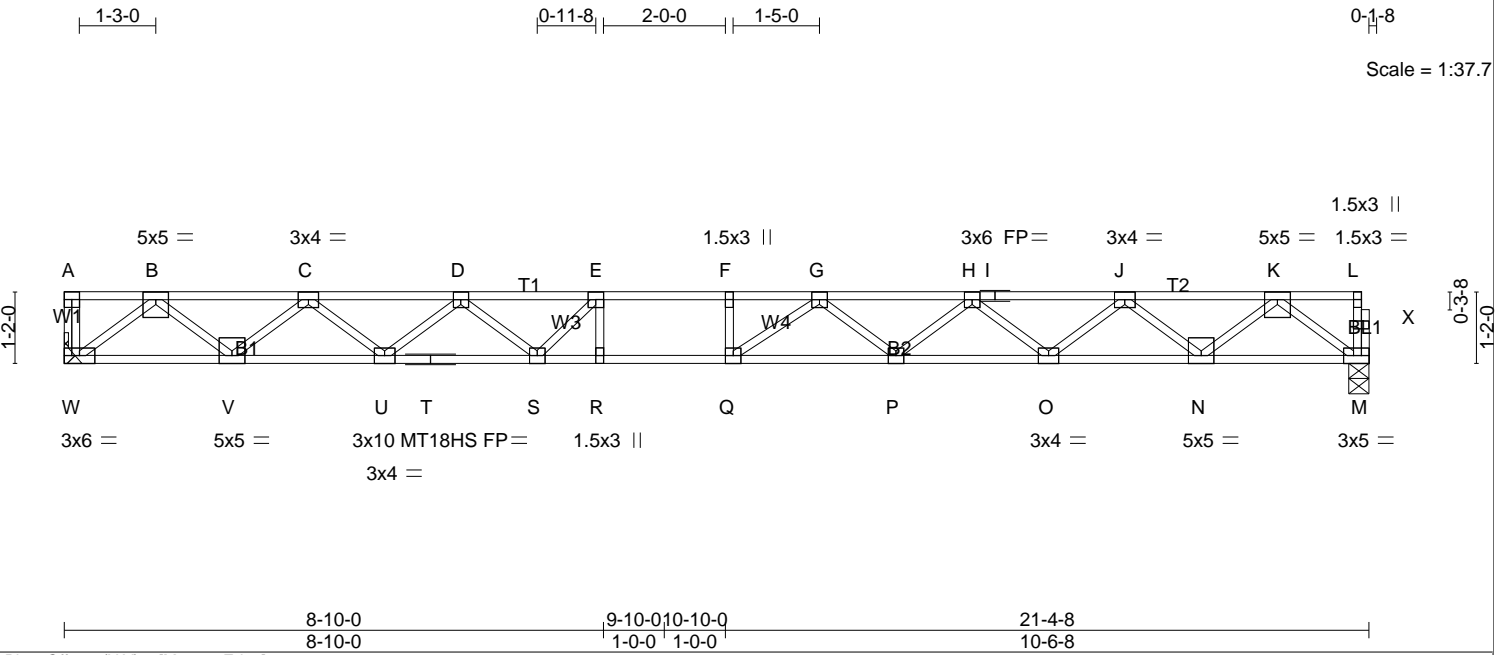 1-3-0 0-11-8 2-0-0 1-5-0 0-1-8
Scale = 1:37.7
1.5x3 ||
5x5 = 3x4 = 1.5x3 || 3x6 FP= 3x4 = 5x5 = 1.5x3 =
A B C D E F G H I J K L
T1 T2
1-2-0 W1 W3 W4 BL1 X 0-3-8 1-2-0
B1 B2
W V U T S R Q P O N M
3x6 = 5x5 = 3x10 MT18HS FP= 1.5x3 || 3x4 = 5x5 = 3x5 =
3x4 =
8-10-0 9-10-0 10-10-0 21-4-8
8-10-0 1-0-0 1-0-0 10-6-8